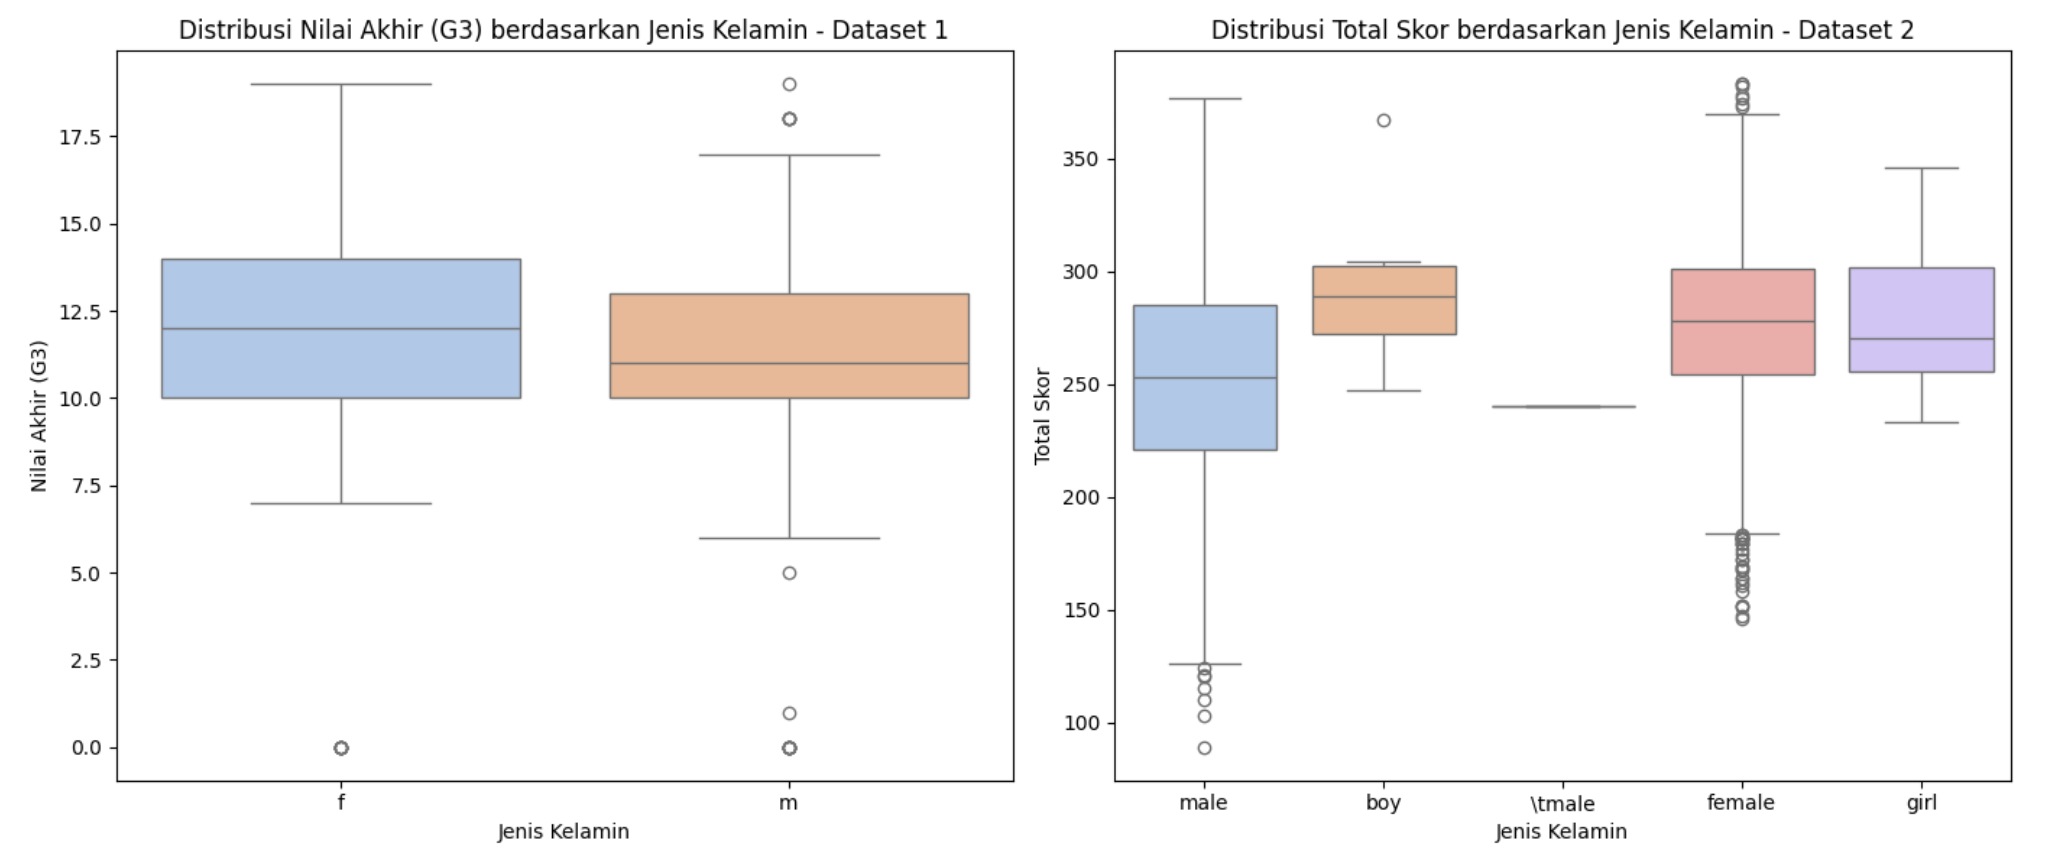 Distribusi Nilai Akhir (G3) berdasarkan Jenis Kelamin - Dataset 1
Nilai Akhir (G3)
17.5
15.0
12.5
10.0
7.5
5.0
2.5
0.0
f m
Jenis Kelamin
Distribusi Total Skor berdasarkan Jenis Kelamin - Dataset 2
Total Skor
350
300
250
200
150
100
male boy \tmale female girl
Jenis Kelamin